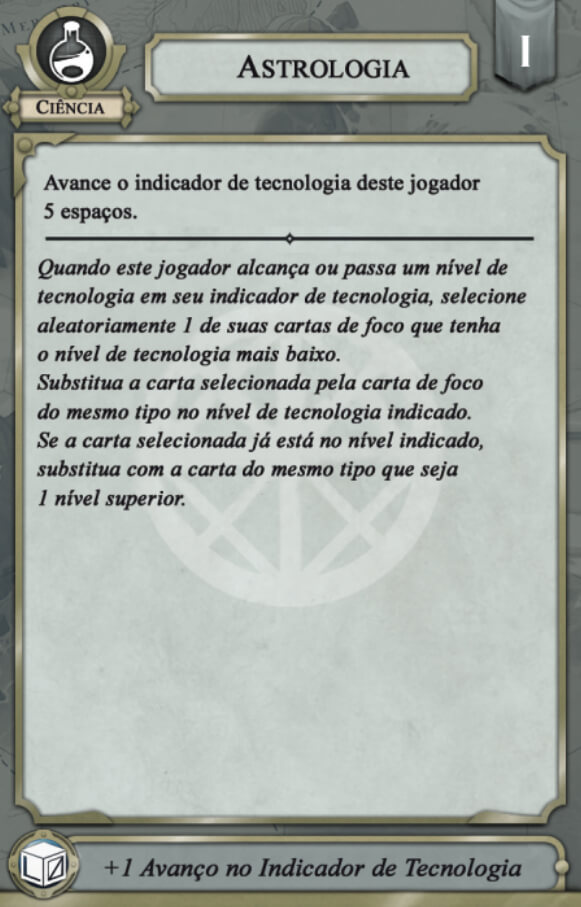 ASTROLOGIA
I
CIÊNCIA
Avance o indicador de tecnologia deste jogador
5 espaços.
Quando este jogador alcança ou passa um nível de
tecnologia em seu indicador de tecnologia, selecione
aleatoriamente 1 de suas cartas de foco que tenha
o nível de tecnologia mais baixo.
Substitua a carta selecionada pela carta de foco
do mesmo tipo no nível de tecnologia indicado.
Se a carta selecionada já está no nível indicado,
substitua com a carta do mesmo tipo que seja
1 nível superior.
+1 Avanço no Indicador de Tecnologia